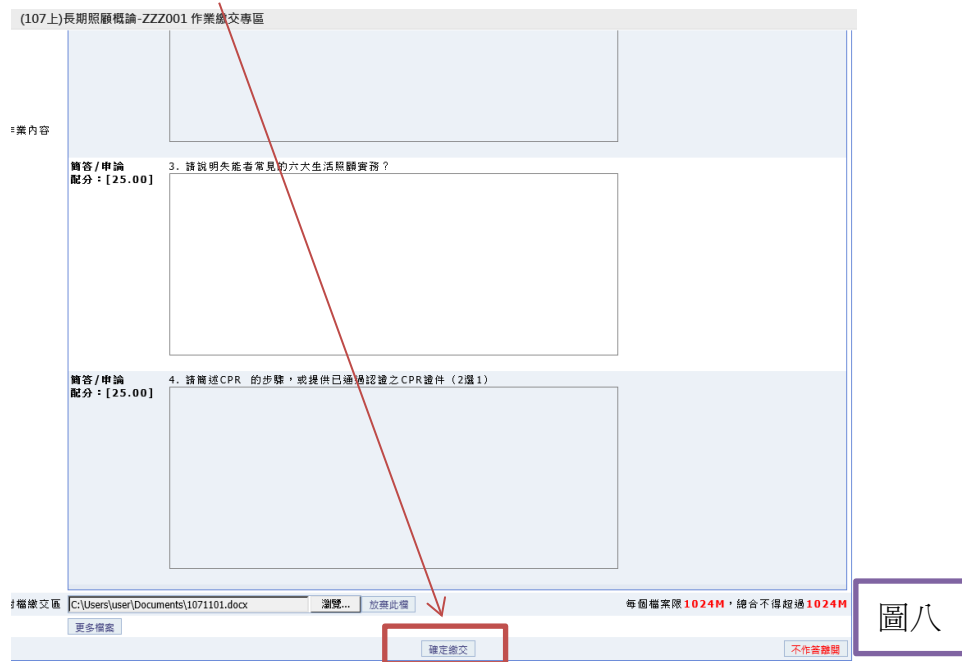 (107上)長期照顧概論-ZZZ001 作業繳交專區
業內容
簡答/申論
配分：[25.00]
3. 請說明失能者常見的六大生活照顧實務？
簡答/申論
配分：[25.00]
4. 請簡述CPR 的步驟，或提供已通過認證之CPR證件（2選1）
檔繳交區 C:\Users\user\Documents\1071101.docx 瀏覽... 放棄此檔 每個檔案限1024M，總合不得超過1024M
更多檔案
確定繳交 不作答離開
圖八